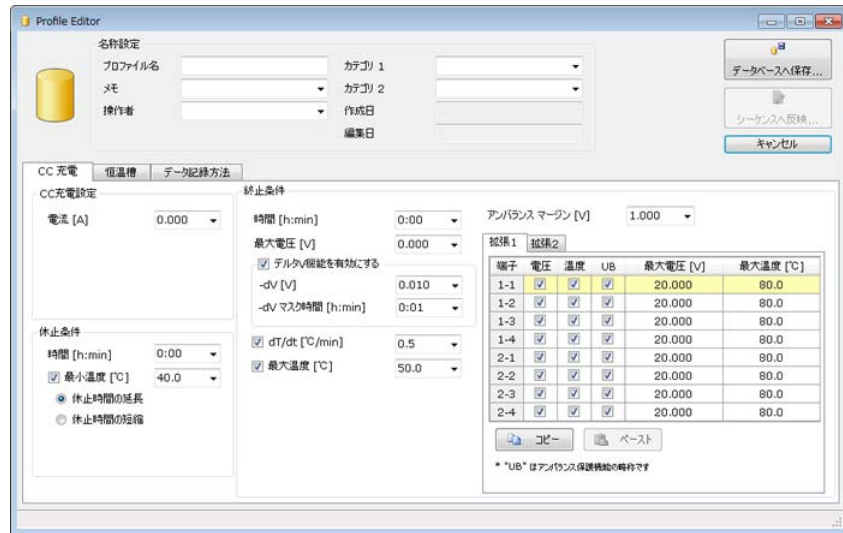 Profile Editor
名称設定
プロファイル名
カテゴリ 1
メモ
カテゴリ 2
操作者
作成日
編集日
データベースへ保存...
シーケンスへ反映...
キャンセル
CC 充電 恒温槽 データ記録方法
CC充電設定
電流 [A] 0.000
休止条件
時間 [h:min] 0:00
最小温度 [℃] 40.0
休止時間の延長
休止時間の短縮
終止条件
時間 [h:min] 0:00
最大電圧 [V] 0.000
デルタV機能を有効にする
-dV [V] 0.010
-dV マスク時間 [h:min] 0:01
dT/dt [℃/min] 0.5
最大温度 [℃] 50.0
アンバランス マージン [V] 1.000
拡張1 拡張2
端子 電圧 温度 UB 最大電圧 [V] 最大温度 [℃]
1-1 20.000 80.0
1-2 20.000 80.0
1-3 20.000 80.0
1-4 20.000 80.0
2-1 20.000 80.0
2-2 20.000 80.0
2-3 20.000 80.0
2-4 20.000 80.0
コピー ペースト
* "UB" はアンバランス保護機能の略称です